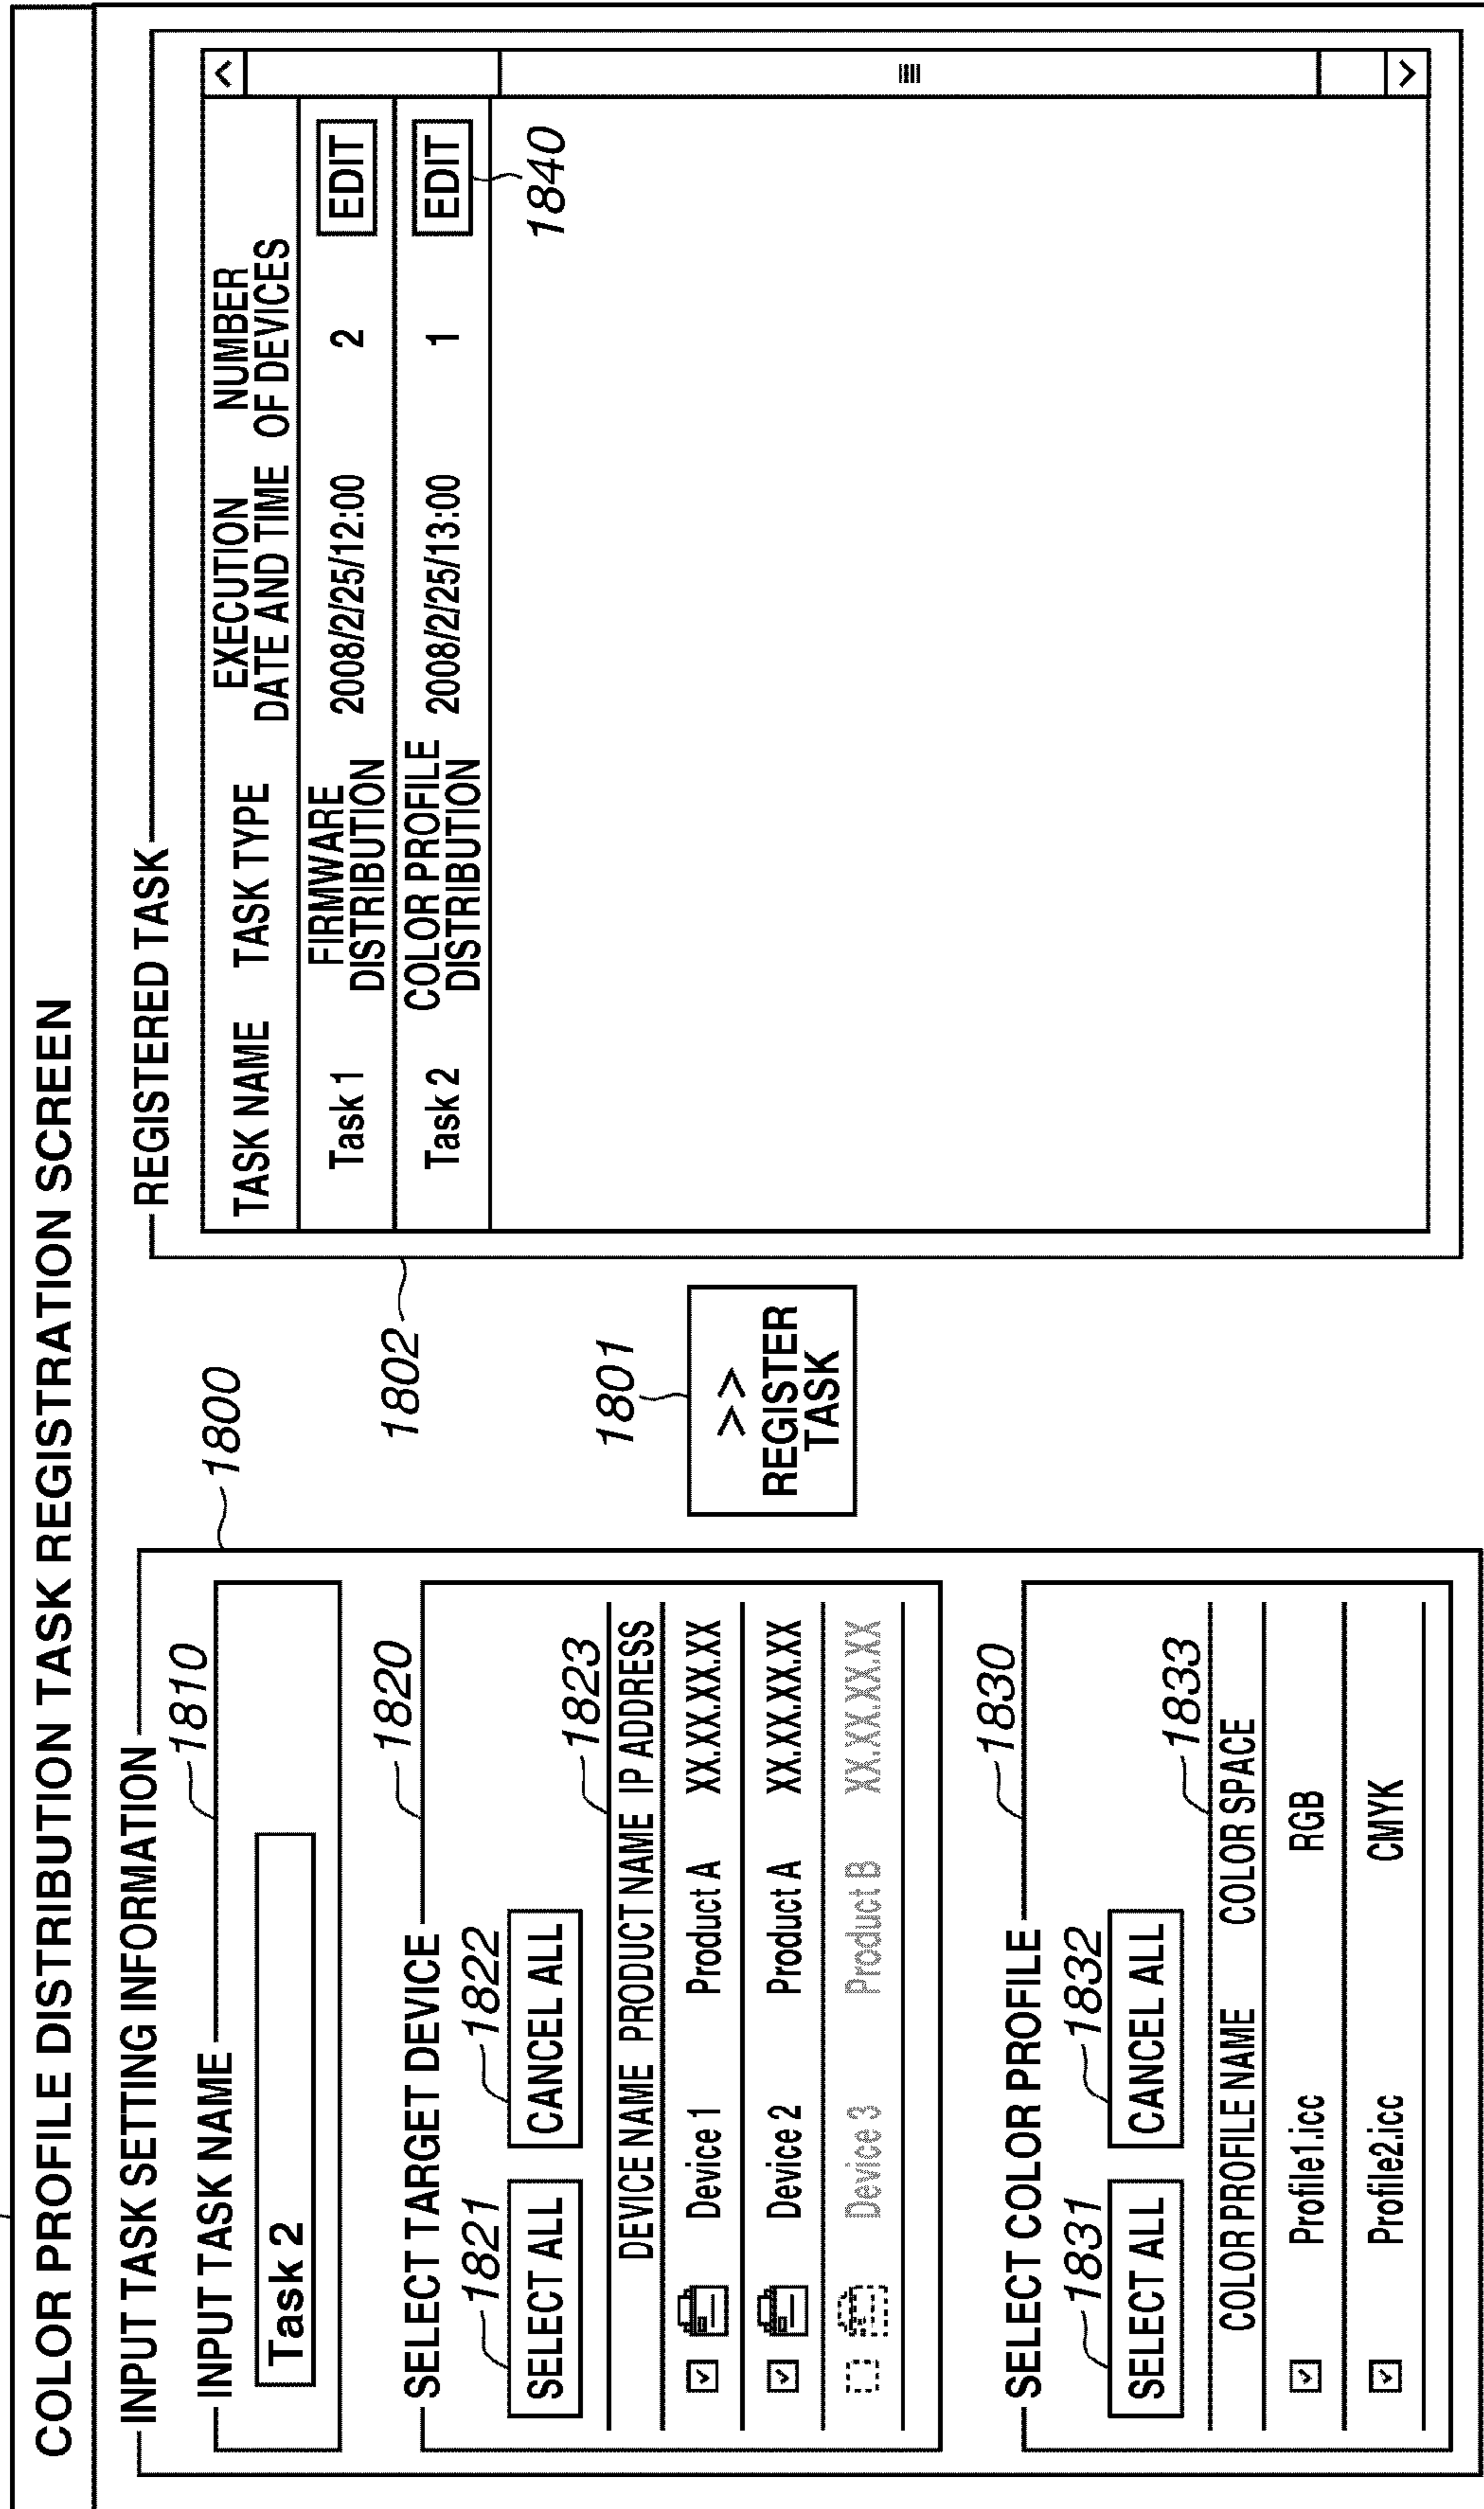 COLOR PROFILE DISTRIBUTION TASK REGISTRATION SCREEN
INPUT TASK SETTING INFORMATION
1800
INPUT TASK NAME
1810
Task 2
SELECT TARGET DEVICE
1820
1821
1822
SELECT ALL
CANCEL ALL
1823
DEVICE NAME PRODUCT NAME IP ADDRESS
Device 1 Product A XX.XX.XX.XX
Device 2 Product A XX.XX.XX.XX
Device 3 Product B XX.XX.XX.XX
SELECT COLOR PROFILE
1830
1831
1832
SELECT ALL
CANCEL ALL
1833
COLOR PROFILE NAME COLOR SPACE
Profile1.icc RGB
Profile2.icc CMYK
1801
>>
REGISTER
TASK
1802
REGISTERED TASK
TASK NAME TASK TYPE EXECUTION DATE AND TIME NUMBER OF DEVICES
Task 1 FIRMWARE DISTRIBUTION 2008/2/25/12:00 2 EDIT
Task 2 COLOR PROFILE DISTRIBUTION 2008/2/25/13:00 1 EDIT
1840